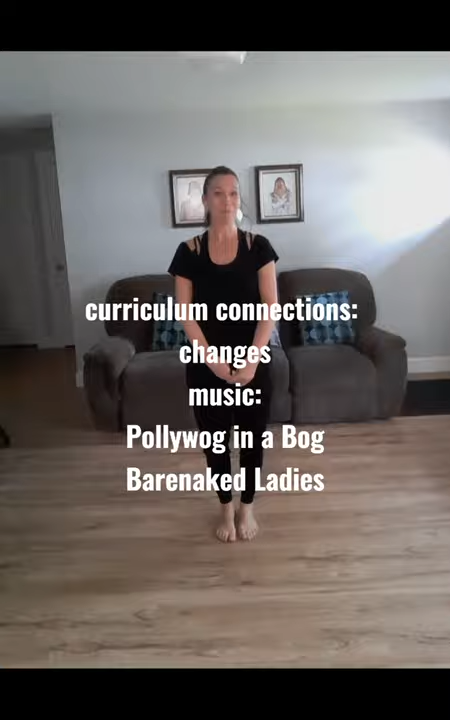 curriculum connections:
changes
music:
Pollywog in a Bog
Barenaked Ladies